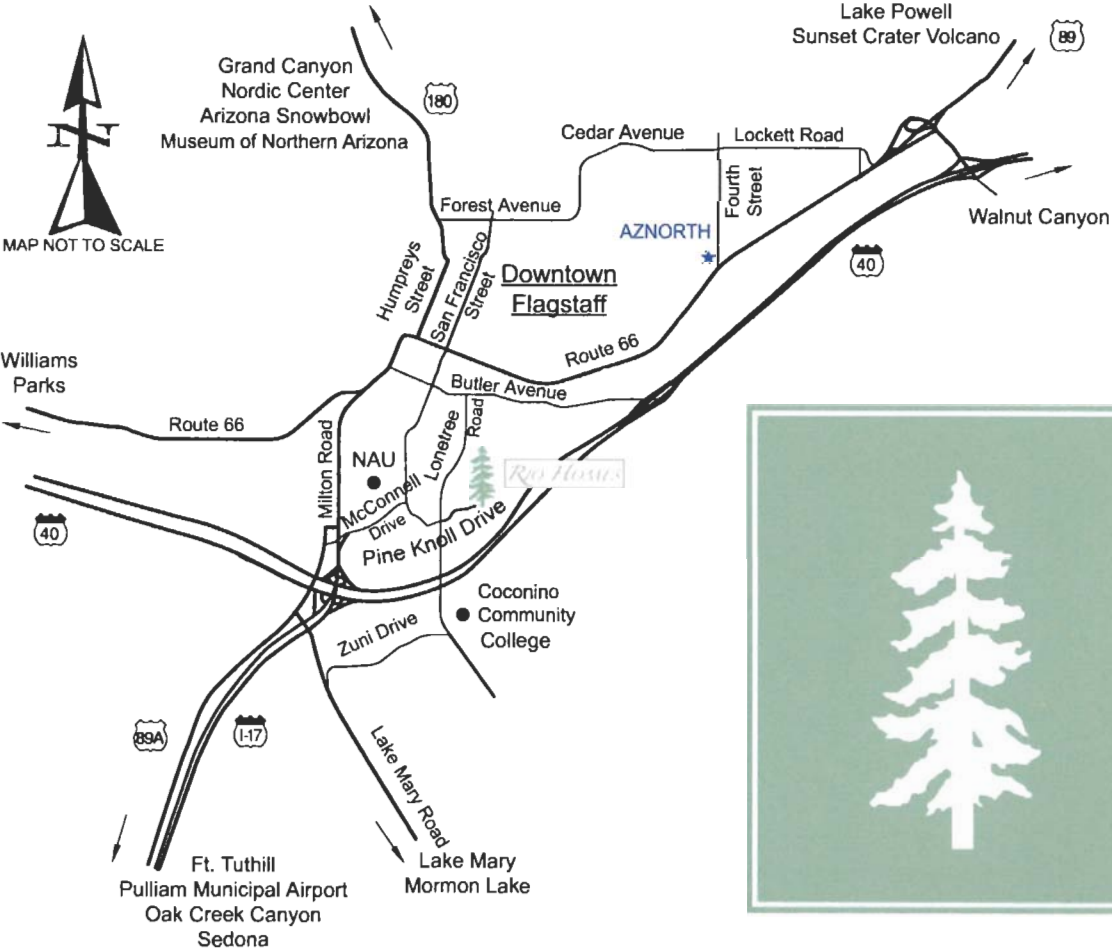 Lake Powell
Sunset Crater Volcano
89
Grand Canyon
Nordic Center
Arizona Snowbowl
Museum of Northern Arizona
180
N
MAP NOT TO SCALE
Cedar Avenue
Lockett Road
Fourth
Street
Forest Avenue
AZNORTH
Walnut Canyon
40
Humpreys
Street
San Francisco
Street
Downtown
Flagstaff
Williams
Parks
Route 66
Route 66
Butler Avenue
Milton Road
NAU
Lonetree
Road
Rio Homes
McConnell
Drive
Pine Knoll Drive
40
Coconino
Community
College
Zuni Drive
89A
I-17
Lake Mary Road
Lake Mary
Mormon Lake
Ft. Tuthill
Pulliam Municipal Airport
Oak Creek Canyon
Sedona